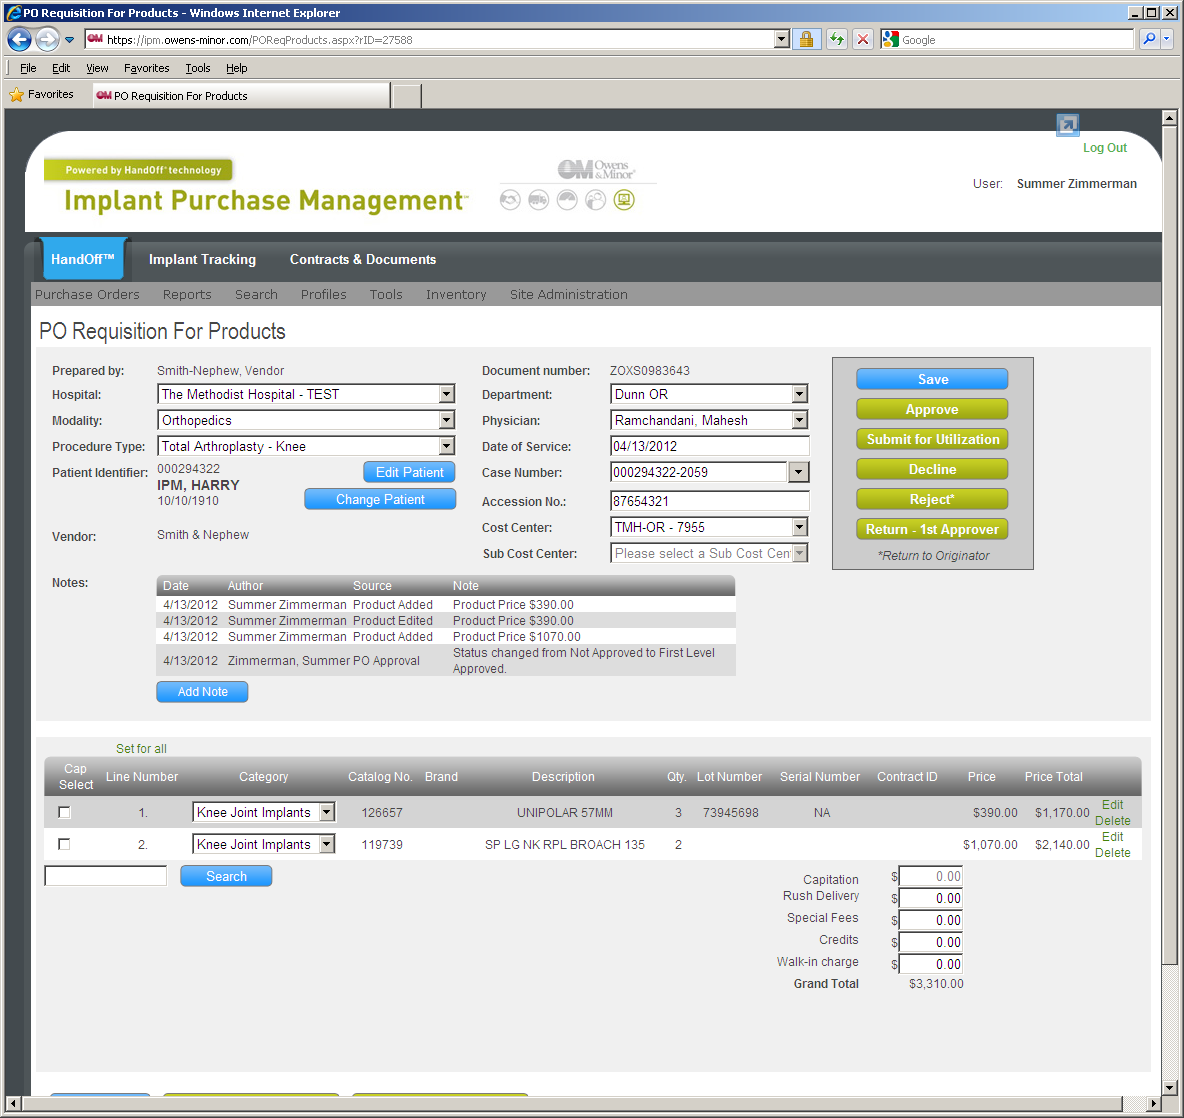 PO Requisition For Products - Windows Internet Explorer
https://ipm.owens-minor.com/POReqProducts.aspx?rID=27588
Google
File Edit View Favorites Tools Help
Favorites
PO Requisition For Products
Log Out
Powered by HandOff™ technology
Implant Purchase Management™
OM Owens & Minor®
User: Summer Zimmerman
HandOff™ Implant Tracking Contracts & Documents
Purchase Orders Reports Search Profiles Tools Inventory Site Administration
PO Requisition For Products
Prepared by: Smith-Nephew, Vendor
Hospital: The Methodist Hospital - TEST
Modality: Orthopedics
Procedure Type: Total Arthroplasty - Knee
Patient Identifier: 000294322
IPM, HARRY
10/10/1910
Edit Patient
Change Patient
Vendor: Smith & Nephew
Document number: ZOXS0983643
Department: Dunn OR
Physician: Ramchandani, Mahesh
Date of Service: 04/13/2012
Case Number: 000294322-2059
Accession No.: 87654321
Cost Center: TMH-OR - 7955
Sub Cost Center: Please select a Sub Cost Cen
Save
Approve
Submit for Utilization
Decline
Reject*
Return - 1st Approver
*Return to Originator
Notes:
Date Author Source Note
4/13/2012 Summer Zimmerman Product Added Product Price $390.00
4/13/2012 Summer Zimmerman Product Edited Product Price $390.00
4/13/2012 Summer Zimmerman Product Added Product Price $1070.00
4/13/2012 Zimmerman, Summer PO Approval Status changed from Not Approved to First Level
Approved.
Add Note
Set for all
Cap Select Line Number Category Catalog No. Brand Description Qty. Lot Number Serial Number Contract ID Price Price Total
1. Knee Joint Implants 126657 UNIPOLAR 57MM 3 73945698 NA $390.00 $1,170.00 Edit
Delete
2. Knee Joint Implants 119739 SP LG NK RPL BROACH 135 2 $1,070.00 $2,140.00 Edit
Delete
Search
Capitation $ 0.00
Rush Delivery $ 0.00
Special Fees $ 0.00
Credits $ 0.00
Walk-in charge $ 0.00
Grand Total $3,310.00